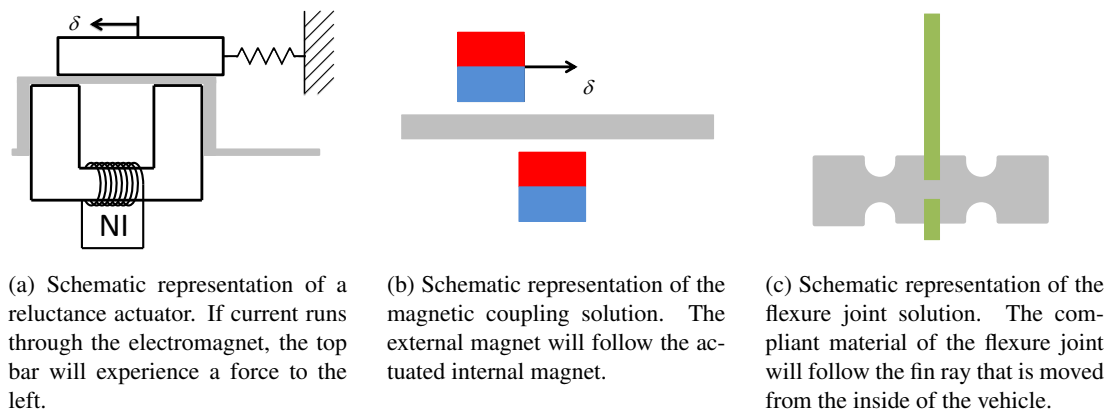 δ
NI
δ
(a) Schematic representation of a
reluctance actuator. If current runs
through the electromagnet, the top
bar will experience a force to the
left.
(b) Schematic representation of the
magnetic coupling solution. The
external magnet will follow the ac-
tuated internal magnet.
(c) Schematic representation of the
flexure joint solution. The com-
pliant material of the flexure joint
will follow the fin ray that is moved
from the inside of the vehicle.